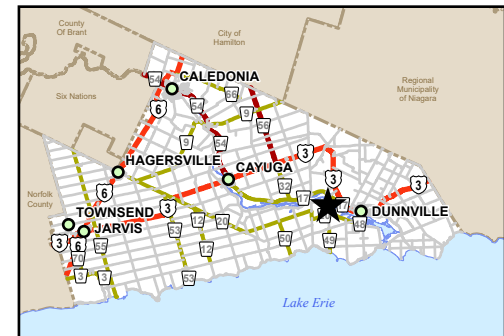 County
Of Brant
City of
Hamilton
Regional
Municipality
of Niagara
Six Nations
Norfolk
County
CALEDONIA
HAGERSVILLE
CAYUGA
TOWNSEND
JARVIS
DUNNVILLE
Lake Erie
54
6
54
66
9
56
54
9
3
3
32
17
6
3
12
20
53
48
3
6
55
12
50
49
70
3
3
53